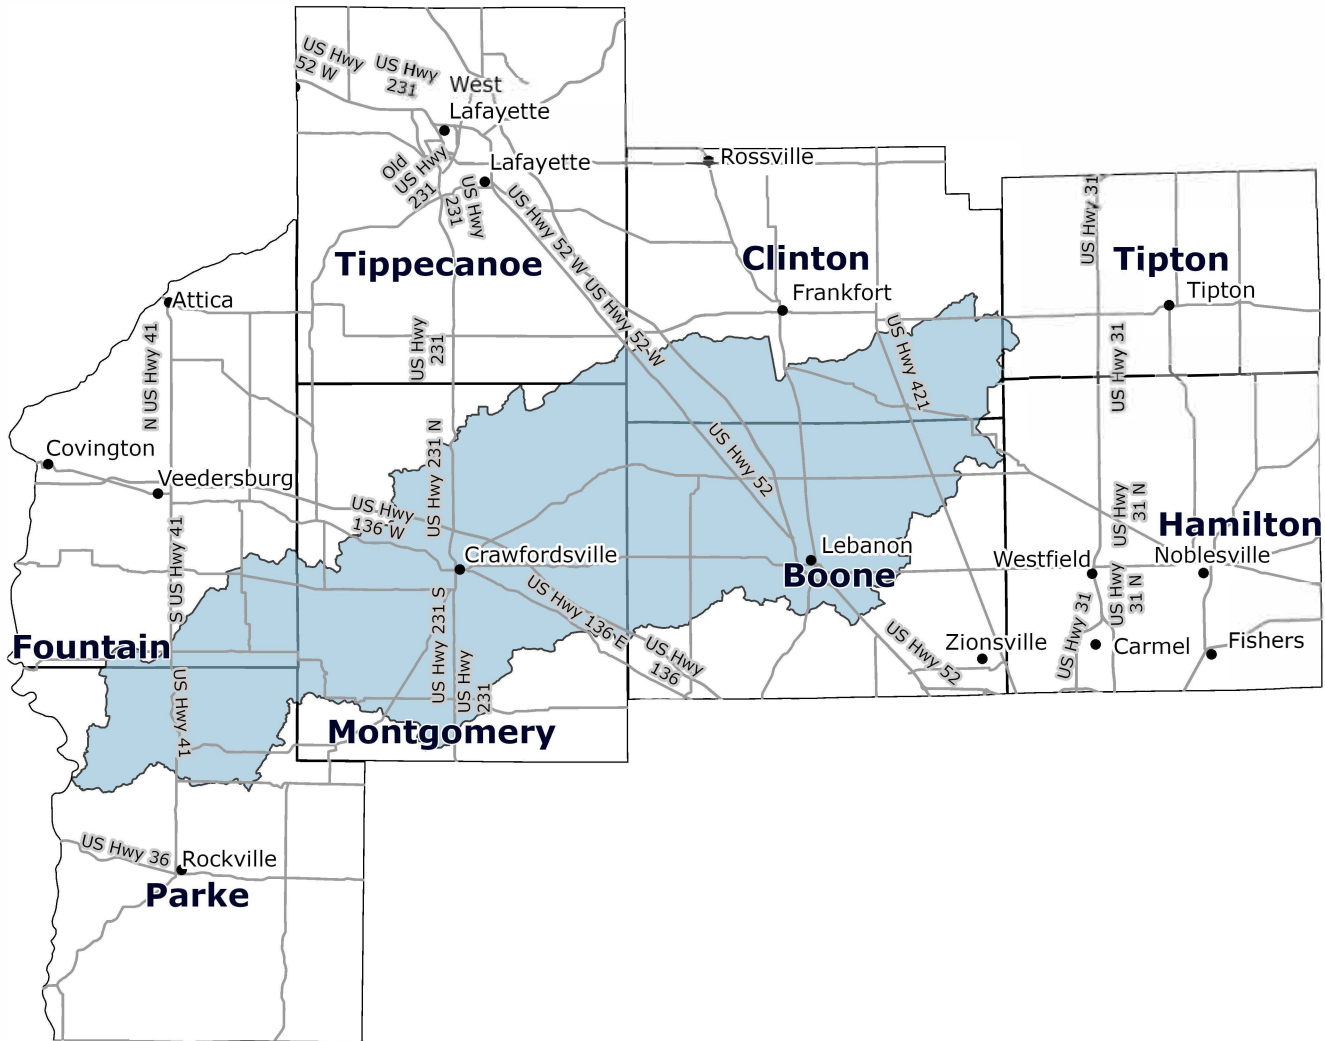 US Hwy
52 W
US Hwy
231
West
Lafayette
Old
US Hwy
231
US Hwy
231
Lafayette
Rossville
US Hwy 52 W
US Hwy 52 W
US Hwy 31
Tippecanoe
Clinton
Tipton
Attica
Frankfort
Tipton
N US Hwy 41
US Hwy
231
US Hwy 421
US Hwy 31
Covington
Veedersburg
US Hwy 231 N
US Hwy 52
US Hwy
136 W
US Hwy
31 N
Hamilton
S US Hwy 41
Crawfordsville
Lebanon
Boone
Westfield
Noblesville
US Hwy 136 E
US Hwy
31 N
US Hwy 31
Fountain
US Hwy 231 S
US Hwy
231
US Hwy
136
US Hwy 52
Zionsville
Carmel
Fishers
US Hwy 41
Montgomery
US Hwy 36
Rockville
Parke